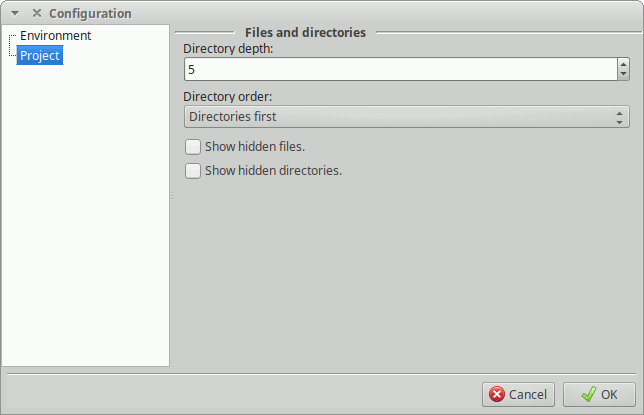 Configuration
Environment
Project
Files and directories
Directory depth:
5
Directory order:
Directories first
Show hidden files.
Show hidden directories.
Cancel
OK